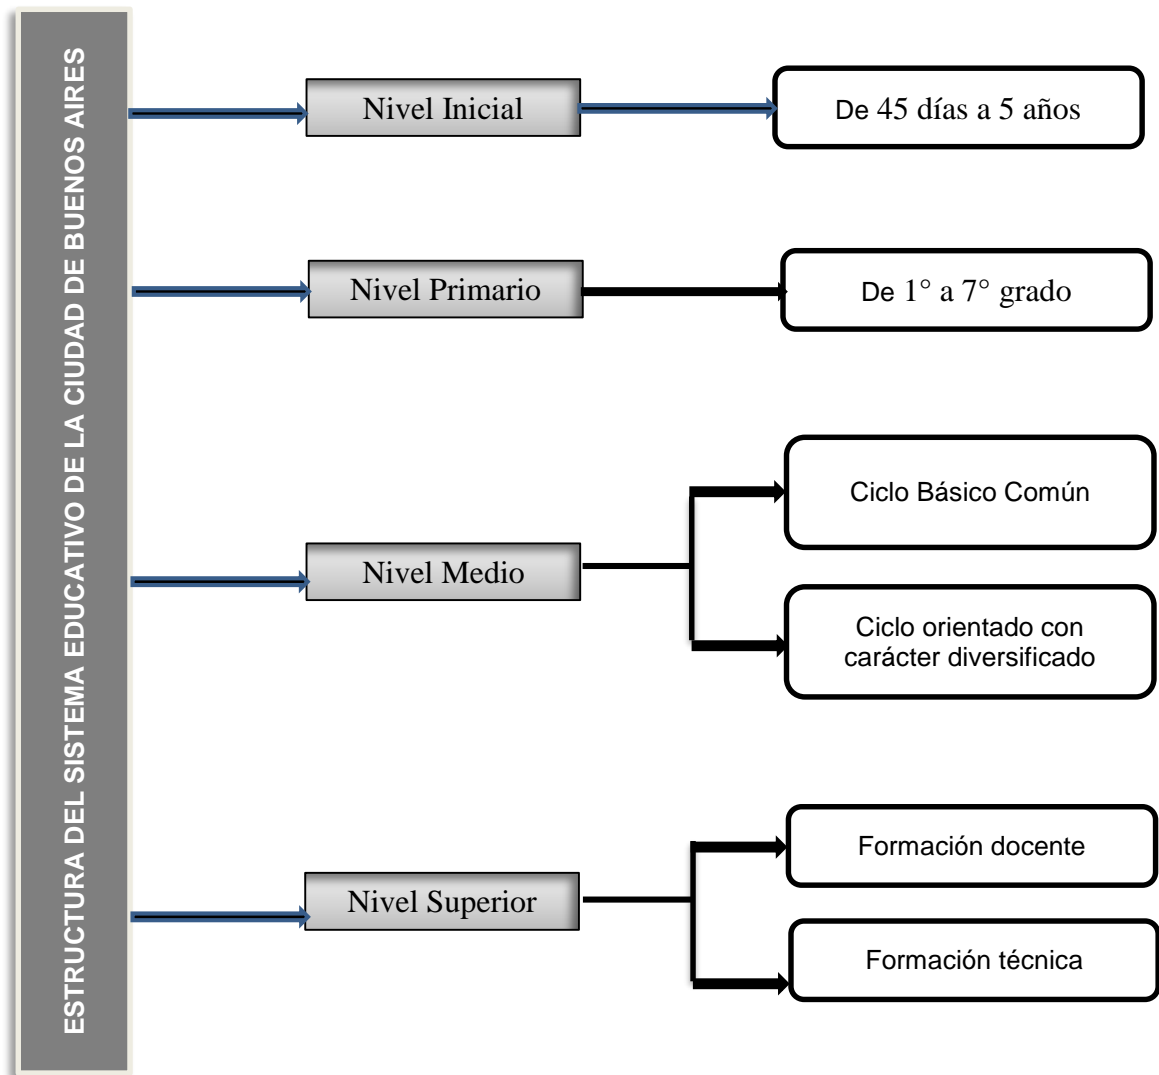 ESTRUCTURA DEL SISTEMA EDUCATIVO DE LA CIUDAD DE BUENOS AIRES
Nivel Inicial
De 45 días a 5 años
Nivel Primario
De 1° a 7° grado
Nivel Medio
Ciclo Básico Común
Ciclo orientado con
carácter diversificado
Nivel Superior
Formación docente
Formación técnica